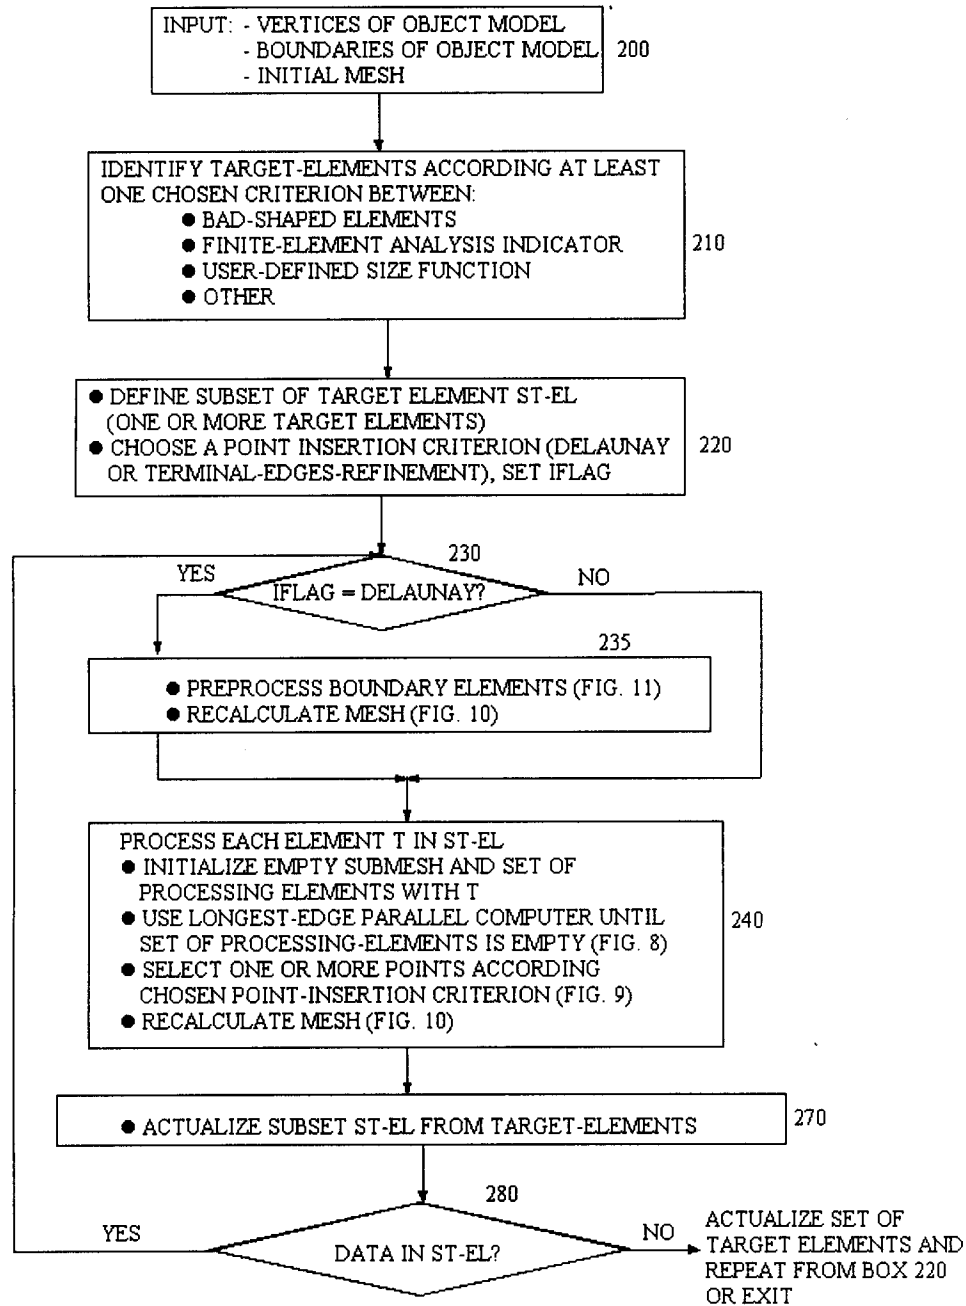 INPUT: - VERTICES OF OBJECT MODEL
- BOUNDARIES OF OBJECT MODEL
- INITIAL MESH
200
IDENTIFY TARGET-ELEMENTS ACCORDING AT LEAST
ONE CHOSEN CRITERION BETWEEN:
● BAD-SHAPED ELEMENTS
● FINITE-ELEMENT ANALYSIS INDICATOR
● USER-DEFINED SIZE FUNCTION
● OTHER
210
● DEFINE SUBSET OF TARGET ELEMENT ST-EL
(ONE OR MORE TARGET ELEMENTS)
● CHOOSE A POINT INSERTION CRITERION (DELAUNAY
OR TERMINAL-EDGES-REFINEMENT), SET IFLAG
220
230
YES
IFLAG = DELAUNAY?
NO
235
● PREPROCESS BOUNDARY ELEMENTS (FIG. 11)
● RECALCULATE MESH (FIG. 10)
PROCESS EACH ELEMENT T IN ST-EL
● INITIALIZE EMPTY SUBMESH AND SET OF
PROCESSING ELEMENTS WITH T
● USE LONGEST-EDGE PARALLEL COMPUTER UNTIL
SET OF PROCESSING-ELEMENTS IS EMPTY (FIG. 8)
● SELECT ONE OR MORE POINTS ACCORDING
CHOSEN POINT-INSERTION CRITERION (FIG. 9)
● RECALCULATE MESH (FIG. 10)
240
● ACTUALIZE SUBSET ST-EL FROM TARGET-ELEMENTS
270
280
YES
DATA IN ST-EL?
NO
ACTUALIZE SET OF
TARGET ELEMENTS AND
REPEAT FROM BOX 220
OR EXIT